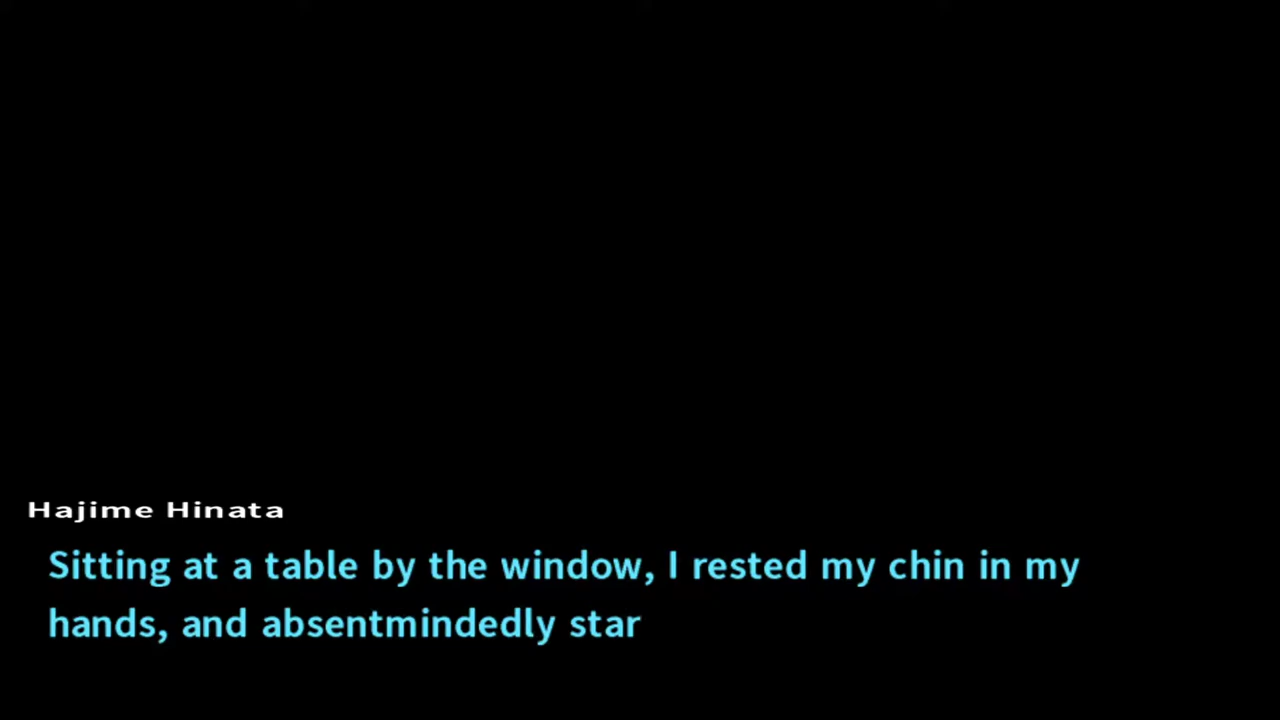 Hajime Hinata
Sitting at a table by the window, I rested my chin in my
hands, and absentmindedly star